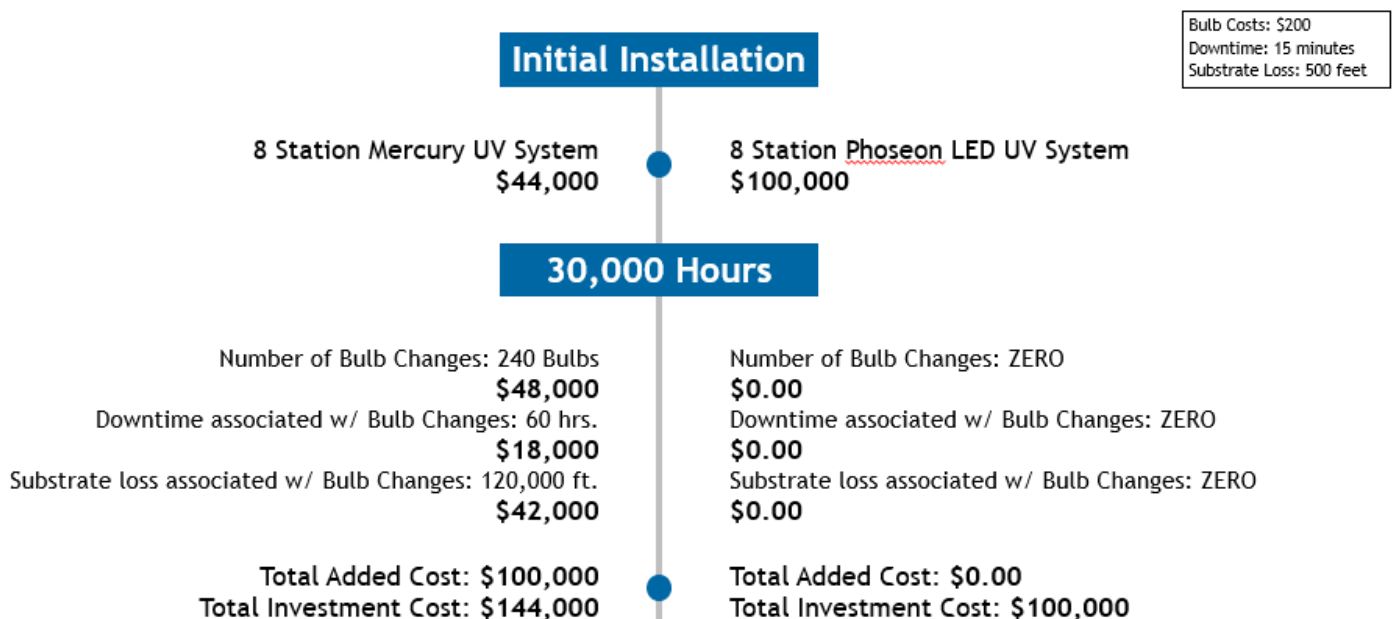 Bulb Costs: $200
Downtime: 15 minutes
Substrate Loss: 500 feet
Initial Installation
8 Station Mercury UV System
$44,000
8 Station Phoseon LED UV System
$100,000
30,000 Hours
Number of Bulb Changes: 240 Bulbs
$48,000
Downtime associated w/ Bulb Changes: 60 hrs.
$18,000
Substrate loss associated w/ Bulb Changes: 120,000 ft.
$42,000
Total Added Cost: $100,000
Total Investment Cost: $144,000
Number of Bulb Changes: ZERO
$0.00
Downtime associated w/ Bulb Changes: ZERO
$0.00
Substrate loss associated w/ Bulb Changes: ZERO
$0.00
Total Added Cost: $0.00
Total Investment Cost: $100,000